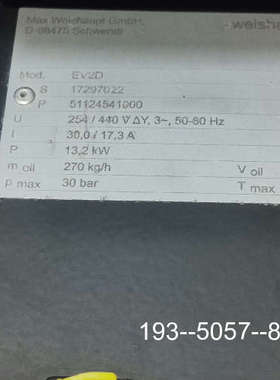 Max Weishaupt GmbH,
D-88475 Schwendi
-weisha
Mod. EV2D
S 17297022
P 51124541000
U 254 / 440 V ΔY, 3~, 50-60 Hz
I 30,0 / 17,3 A
P 13,2 kW
m oil 270 kg/h V oil
p max 30 bar T max
193--5057--8